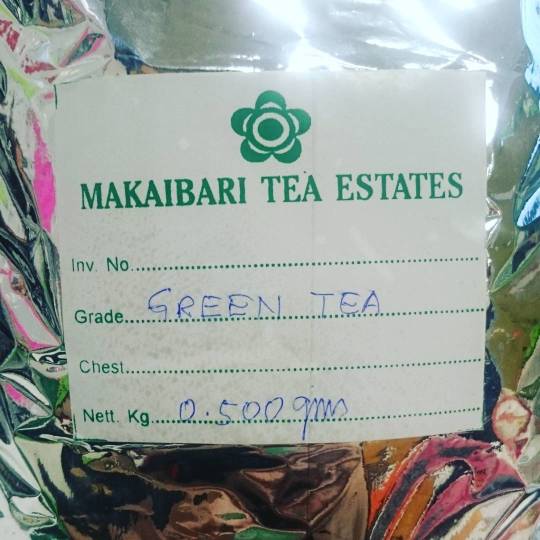 MAKAIBARI TEA ESTATES
Inv. No.
Grade GREEN TEA
Chest
Nett. Kg. 0.500 gms